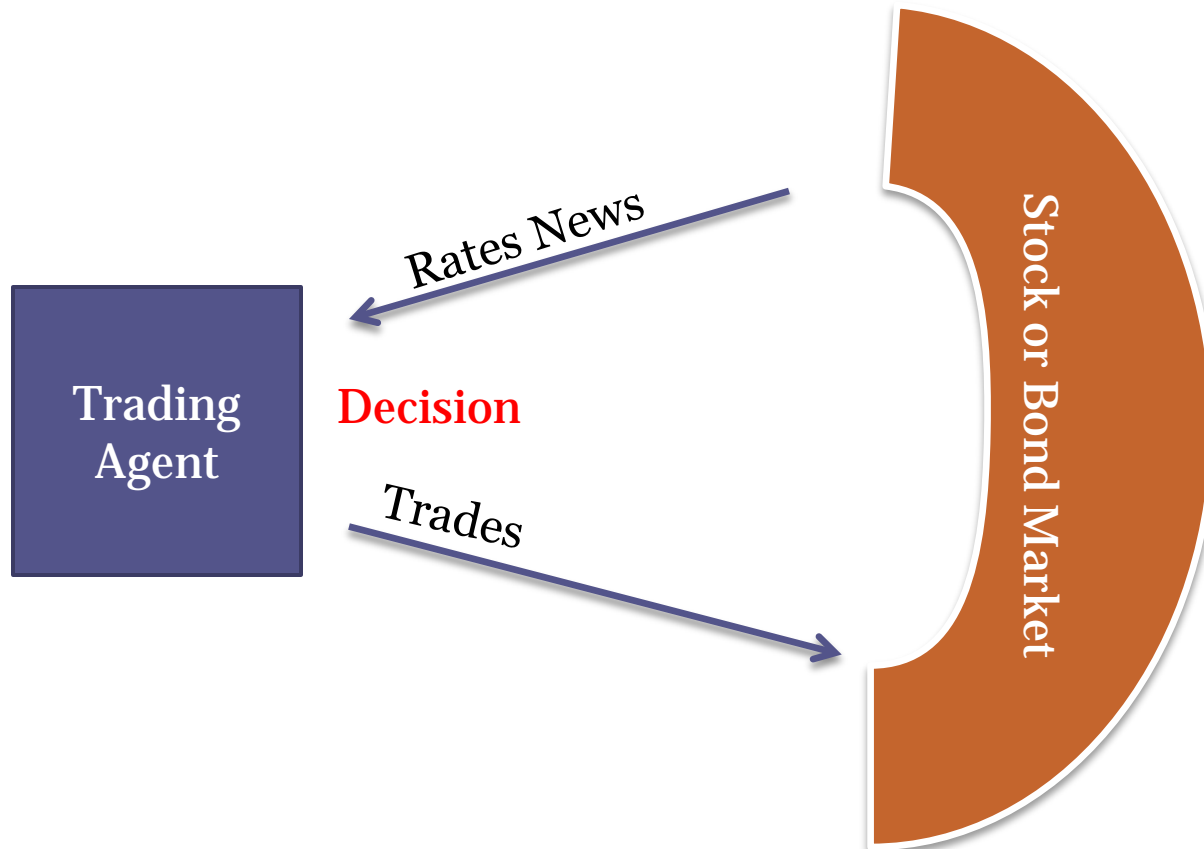 Rates News
Trading
Agent
Decision
Trades
Stock or Bond Market